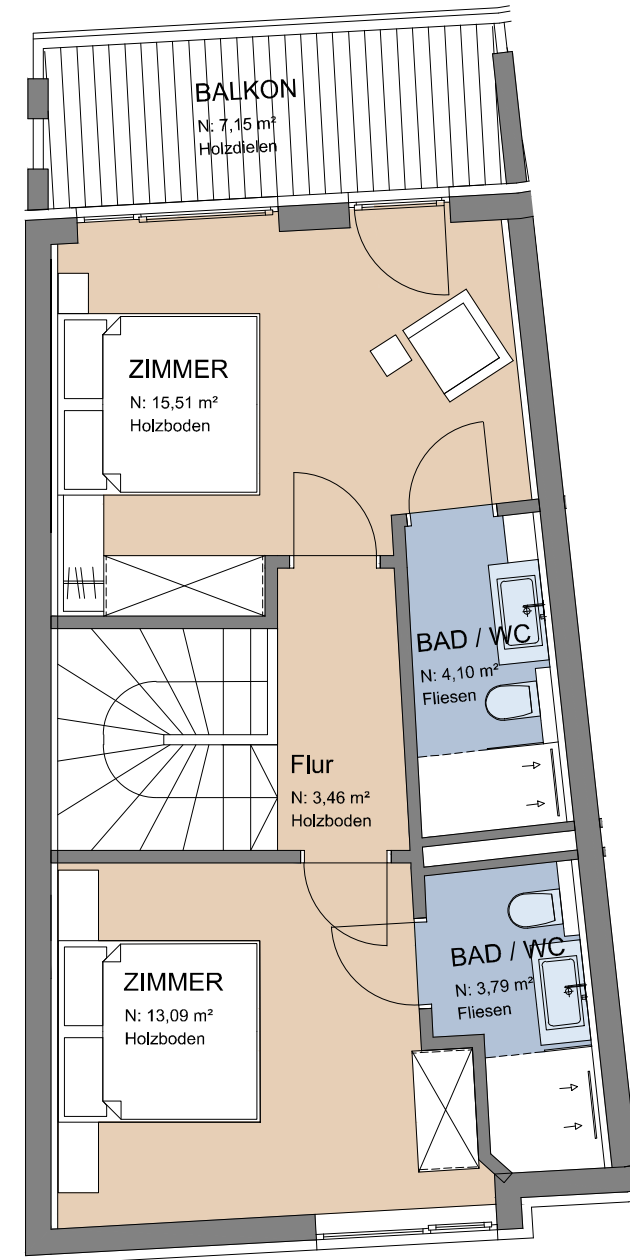 BALKON
N: 7,15 m²
Holzdielen
ZIMMER
N: 15,51 m²
Holzboden
BAD / WC
N: 4,10 m²
Fliesen
Flur
N: 3,46 m²
Holzboden
BAD / WC
N: 3,79 m²
Fliesen
ZIMMER
N: 13,09 m²
Holzboden